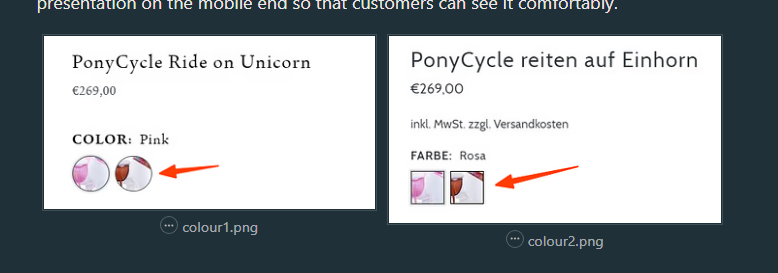 presentation on the mobile end so that customers can see it comfortably.
PonyCycle Ride on Unicorn
€269,00
COLOR: Pink
colour1.png
PonyCycle reiten auf Einhorn
€269,00
inkl. MwSt. zzgl. Versandkosten
FARBE: Rosa
colour2.png